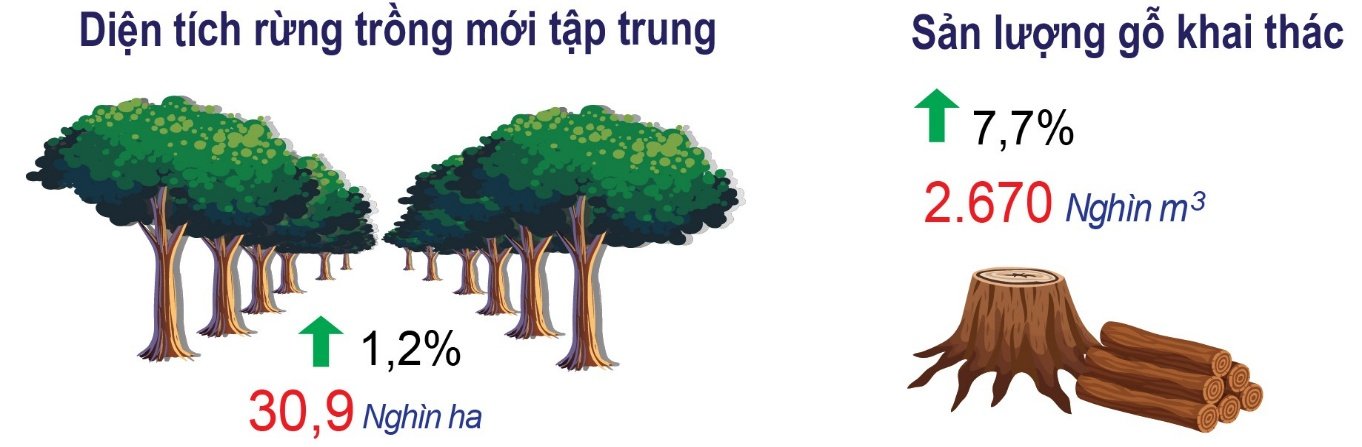 Diện tích rừng trồng mới tập trung
1,2%
30,9 Nghìn ha
Sản lượng gỗ khai thác
7,7%
2.670 Nghìn m³